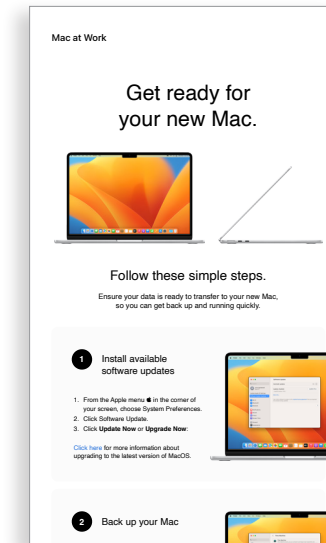 Mac at Work
Get ready for
your new Mac.
Follow these simple steps.
Ensure your data is ready to transfer to your new Mac,
so you can get back up and running quickly.
1 Install available
software updates
1. From the Apple menu  in the corner of
your screen, choose System Preferences.
2. Click Software Update.
3. Click Update Now or Upgrade Now:
Click here for more information about
upgrading to the latest version of MacOS.
2 Back up your Mac